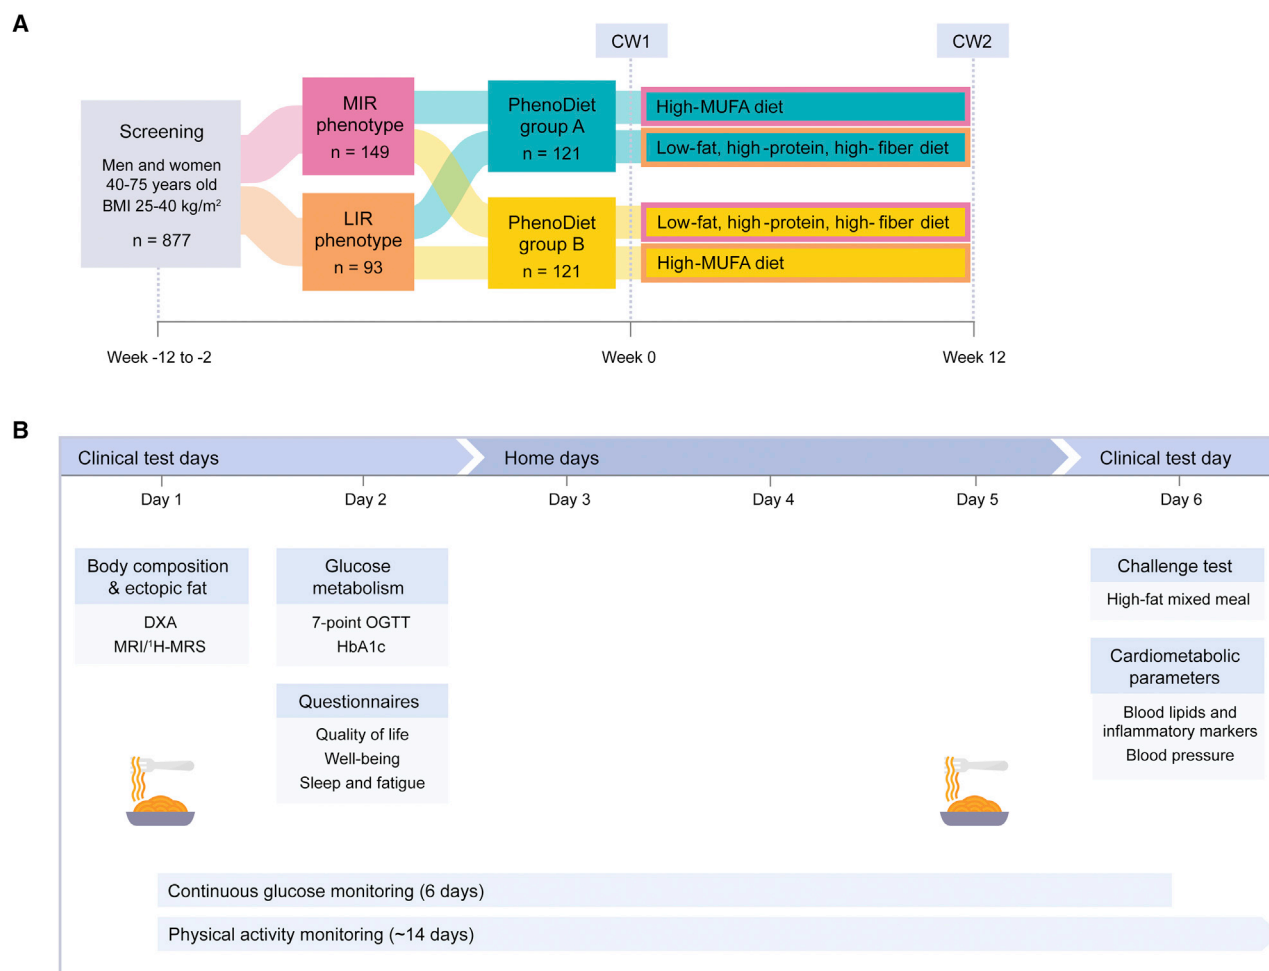 A
CW1
CW2
Screening
Men and women
40-75 years old
BMI 25-40 kg/m²
n = 877
MIR
phenotype
n = 149
LIR
phenotype
n = 93
PhenoDiet
group A
n = 121
PhenoDiet
group B
n = 121
High-MUFA diet
Low-fat, high-protein, high-fiber diet
Low-fat, high-protein, high-fiber diet
High-MUFA diet
Week -12 to -2
Week 0
Week 12
B
Clinical test days
Home days
Clinical test day
Day 1
Day 2
Day 3
Day 4
Day 5
Day 6
Body composition
& ectopic fat
DXA
MRI/¹H-MRS
Glucose
metabolism
7-point OGTT
HbA1c
Questionnaires
Quality of life
Well-being
Sleep and fatigue
Challenge test
High-fat mixed meal
Cardiometabolic
parameters
Blood lipids and
inflammatory markers
Blood pressure
Continuous glucose monitoring (6 days)
Physical activity monitoring (~14 days)